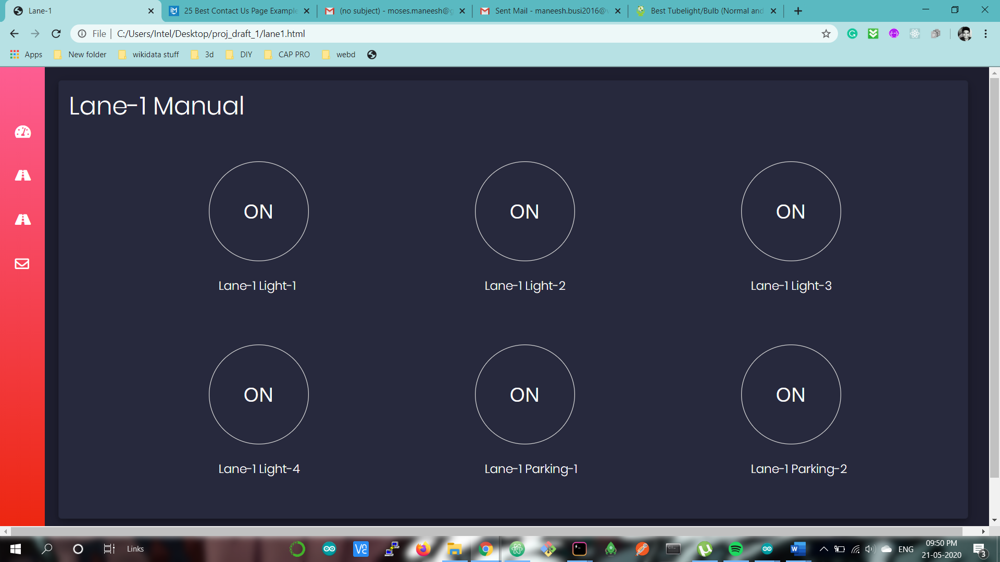 Lane-1
25 Best Contact Us Page Example
(no subject) - moses.maneesh@g
Sent Mail - maneesh.busi2016@v
Best Tubelight/Bulb (Normal and
File
C:/Users/Intel/Desktop/proj_draft_1/lane1.html
Apps
New folder
wikidata stuff
3d
DIY
CAP PRO
webd
Lane-1 Manual
ON
ON
ON
Lane-1 Light-1
Lane-1 Light-2
Lane-1 Light-3
ON
ON
ON
Lane-1 Light-4
Lane-1 Parking-1
Lane-1 Parking-2
Links
ENG
09:50 PM
21-05-2020
3